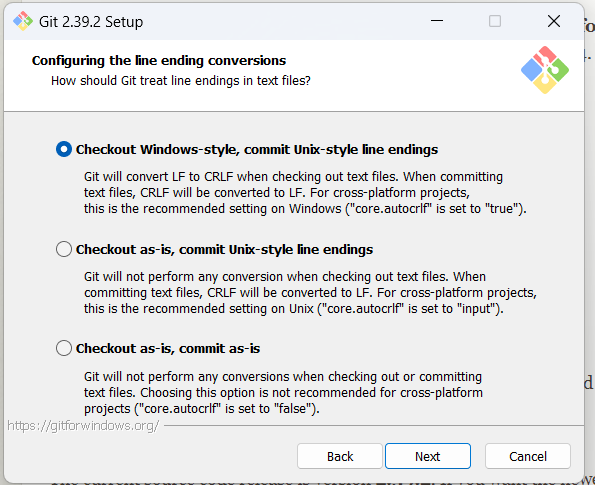 Git 2.39.2 Setup
Configuring the line ending conversions
How should Git treat line endings in text files?
Checkout Windows-style, commit Unix-style line endings
Git will convert LF to CRLF when checking out text files. When committing
text files, CRLF will be converted to LF. For cross-platform projects,
this is the recommended setting on Windows ("core.autocrlf" is set to "true").
Checkout as-is, commit Unix-style line endings
Git will not perform any conversion when checking out text files. When
committing text files, CRLF will be converted to LF. For cross-platform projects,
this is the recommended setting on Unix ("core.autocrlf" is set to "input").
Checkout as-is, commit as-is
Git will not perform any conversions when checking out or committing
text files. Choosing this option is not recommended for cross-platform
projects ("core.autocrlf" is set to "false").
https://gitforwindows.org/
Back Next Cancel